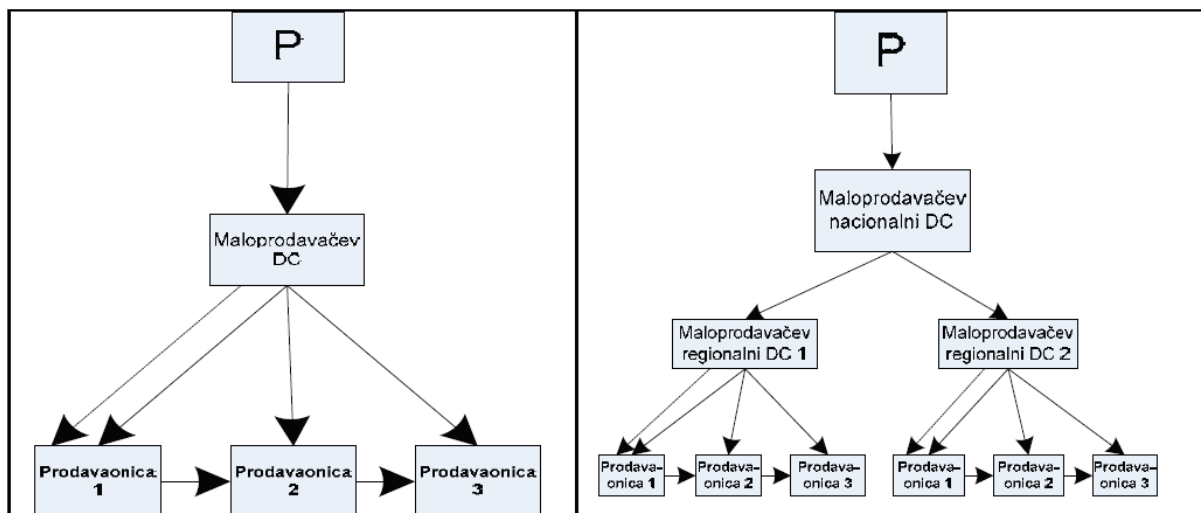 P
Maloprodavačev
DC
Prodavaonica
1
Prodavaonica
2
Prodavaonica
3
P
Maloprodavačev
nacionalni DC
Maloprodavačev
regionalni DC 1
Maloprodavačev
regionalni DC 2
Prodava-
onica 1
Prodava-
onica 2
Prodava-
onica 3
Prodava-
onica 1
Prodava-
onica 2
Prodava-
onica 3